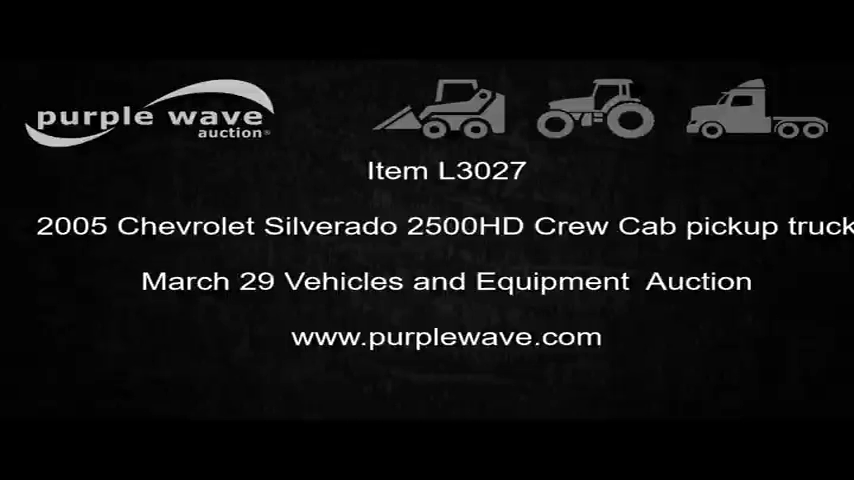 purple wave
auction®
Item L3027
2005 Chevrolet Silverado 2500HD Crew Cab pickup truck
March 29 Vehicles and Equipment Auction
www.purplewave.com